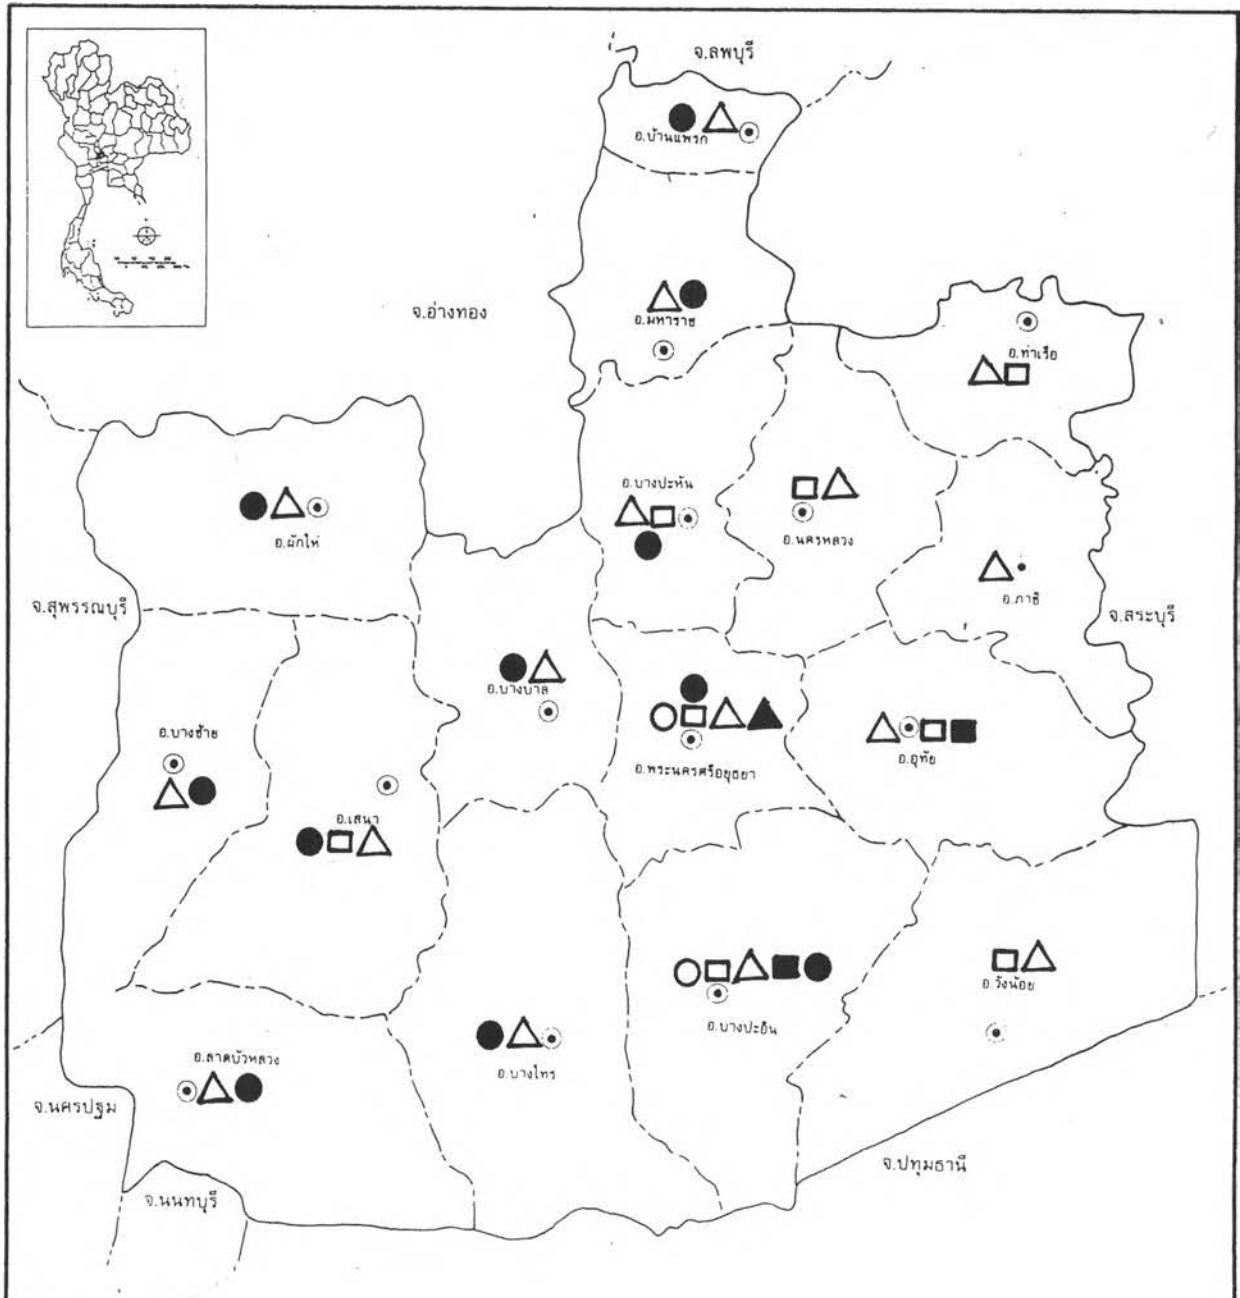 จ.ลพบุรี
อ.บ้านแพรก
จ.อ่างทอง
อ.มหาราช
อ.ท่าเรือ
อ.บางปะหัน
อ.นครหลวง
อ.ผักไห่
อ.ภาชี
จ.สุพรรณบุรี
จ.สระบุรี
อ.บางบาล
อ.บางซ้าย
อ.พระนครศรีอยุธยา
อ.อุทัย
อ.เสนา
อ.วังน้อย
อ.บางปะอิน
อ.ลาดบัวหลวง
อ.บางไทร
จ.นครปฐม
จ.ปทุมธานี
จ.นนทบุรี